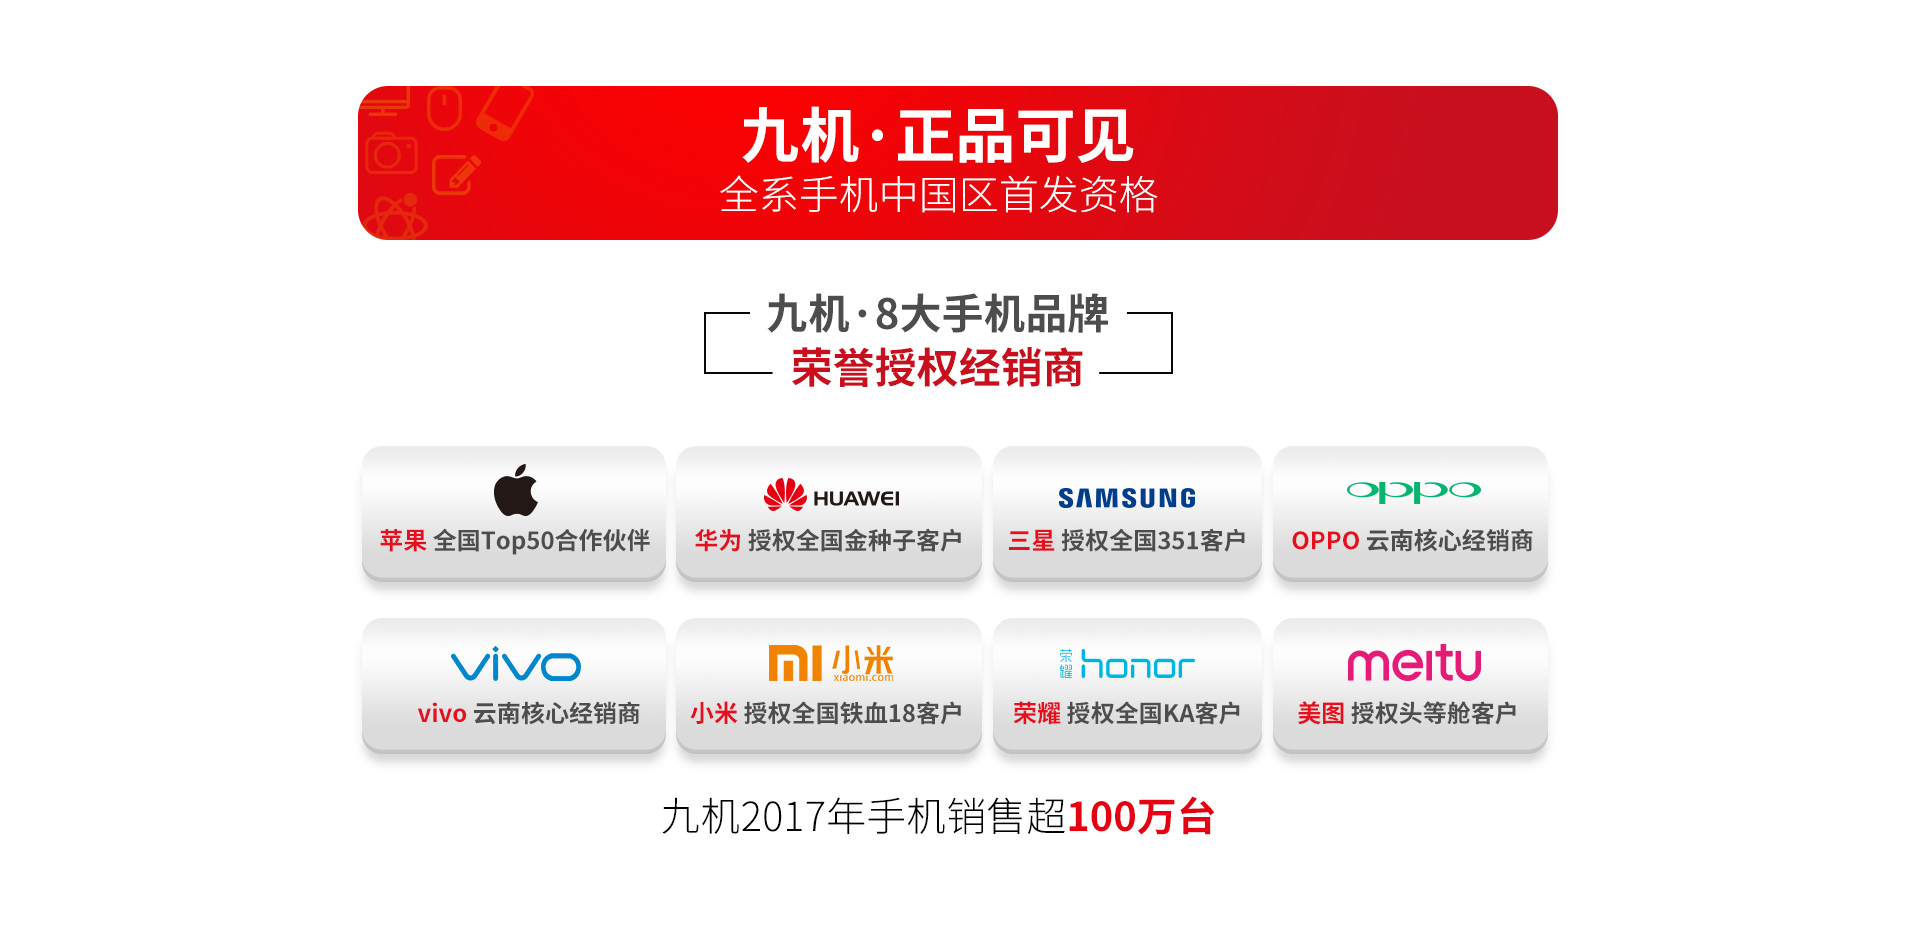 九机·正品可见
全系手机中国区首发资格
九机·8大手机品牌
荣誉授权经销商
HUAWEI
SAMSUNG
oppo
苹果 全国Top50合作伙伴
华为 授权全国金种子客户
三星 授权全国351客户
OPPO 云南核心经销商
vivo
mi 小米
xiaomi.com
荣耀 honor
meitu
vivo 云南核心经销商
小米 授权全国铁血18客户
荣耀 授权全国KA客户
美图 授权头等舱客户
九机2017年手机销售超100万台